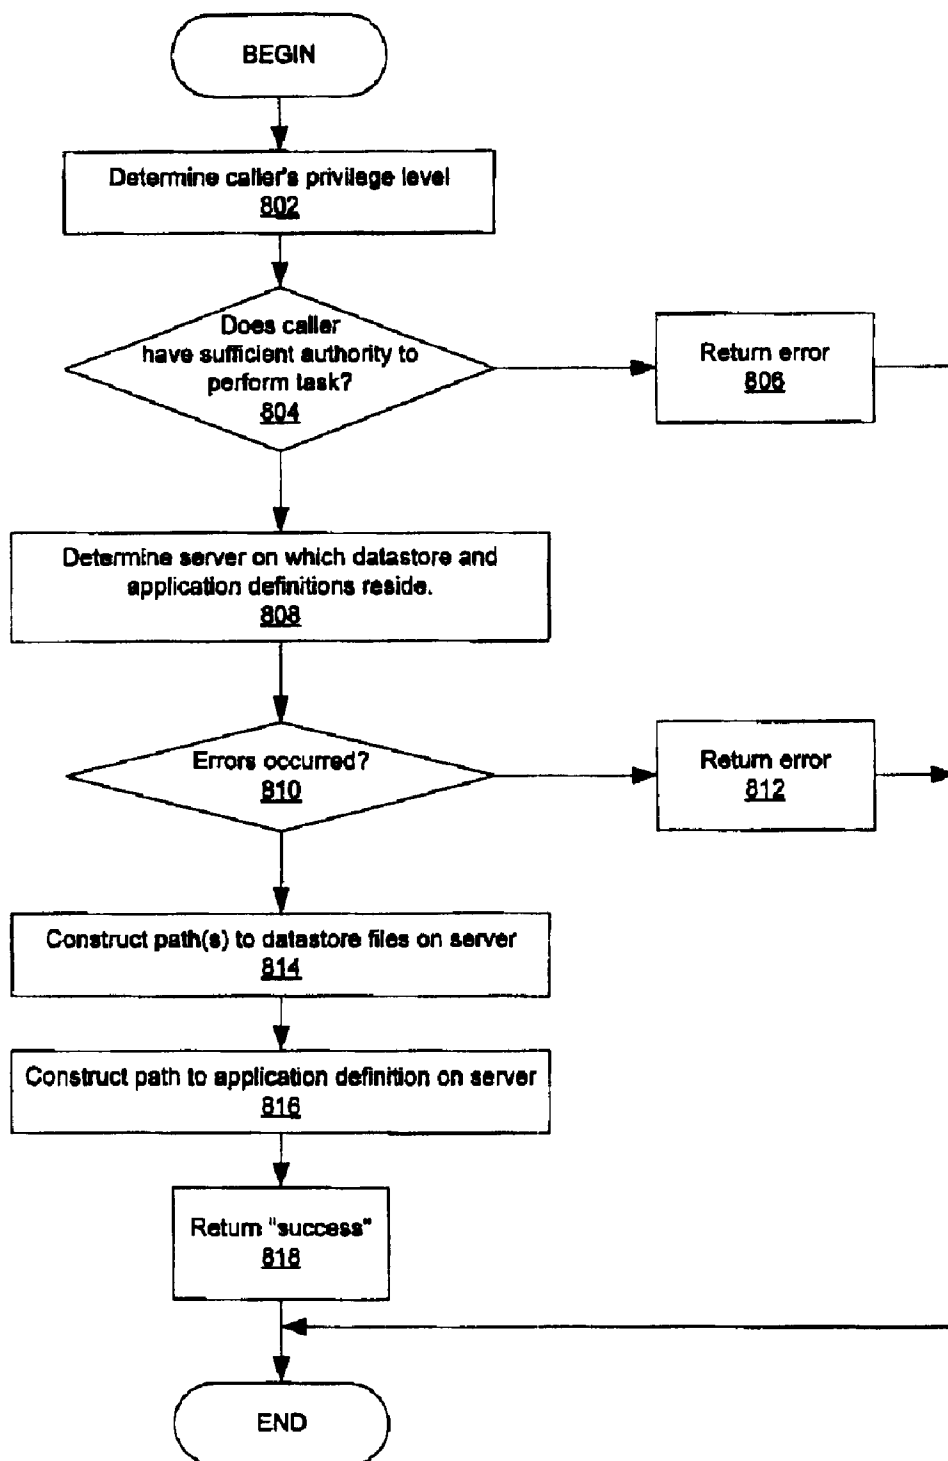 BEGIN
Determine caller's privilege level
802
Does caller
have sufficient authority to
perform task?
804
Return error
806
Determine server on which datastore and
application definitions reside.
808
Errors occurred?
810
Return error
812
Construct path(s) to datastore files on server
814
Construct path to application definition on server
816
Return "success"
818
END